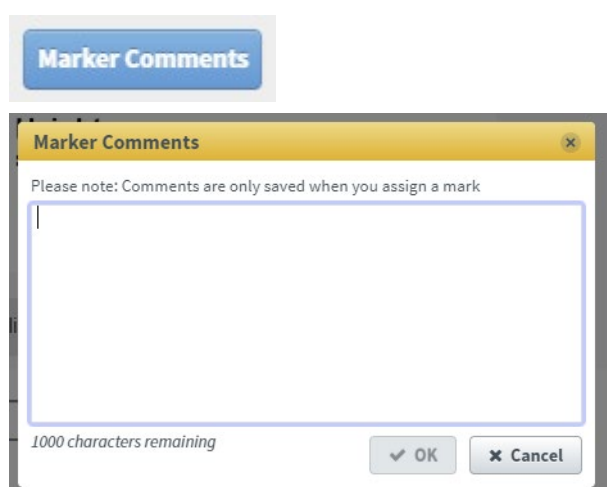 Marker Comments
Marker Comments
Please note: Comments are only saved when you assign a mark
1000 characters remaining
OK
Cancel